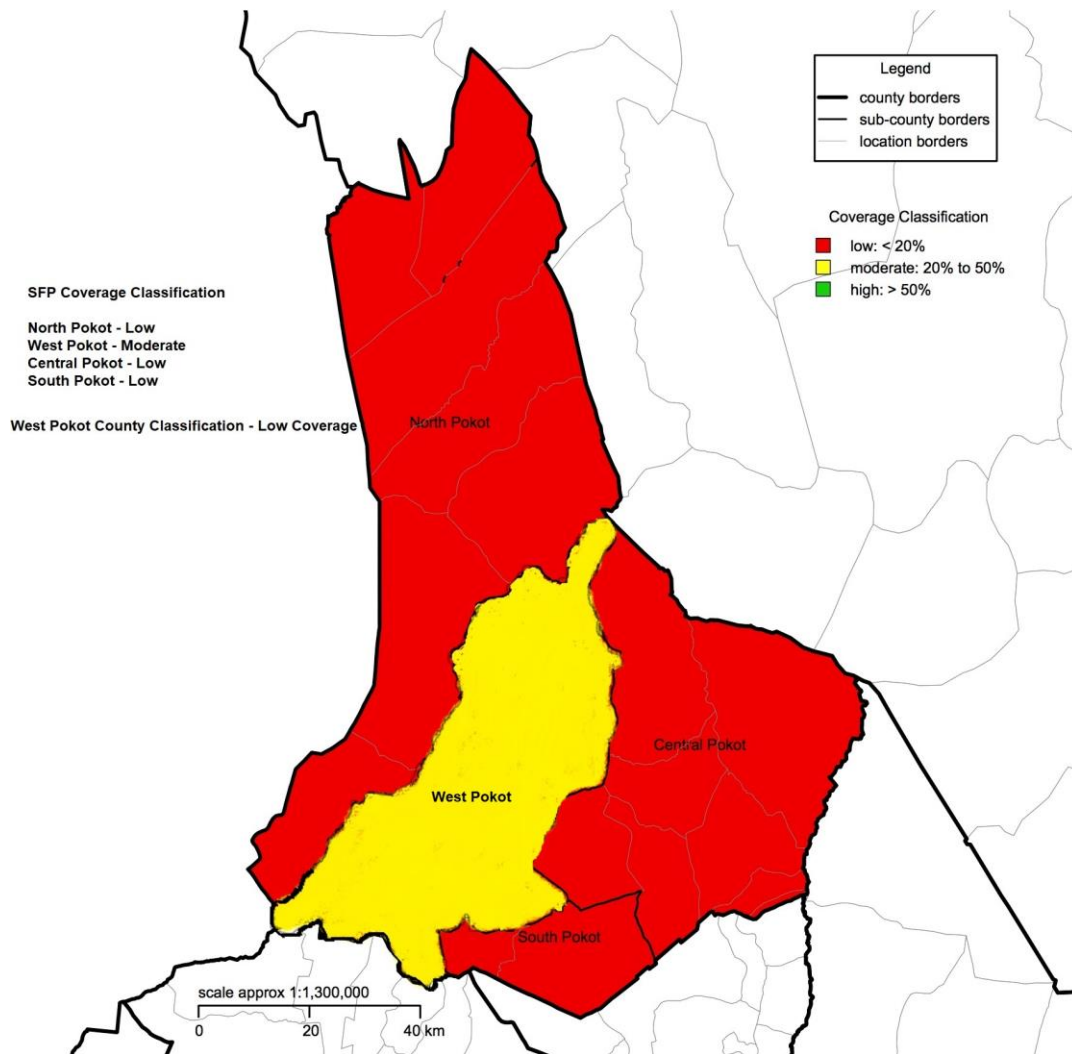 Legend
county borders
sub-county borders
location borders
Coverage Classification
low: < 20%
moderate: 20% to 50%
high: > 50%
SFP Coverage Classification
North Pokot - Low
West Pokot - Moderate
Central Pokot - Low
South Pokot - Low
West Pokot County Classification - Low Coverage
North Pokot
Central Pokot
West Pokot
South Pokot
scale approx 1:1,300,000
0 20 40 km